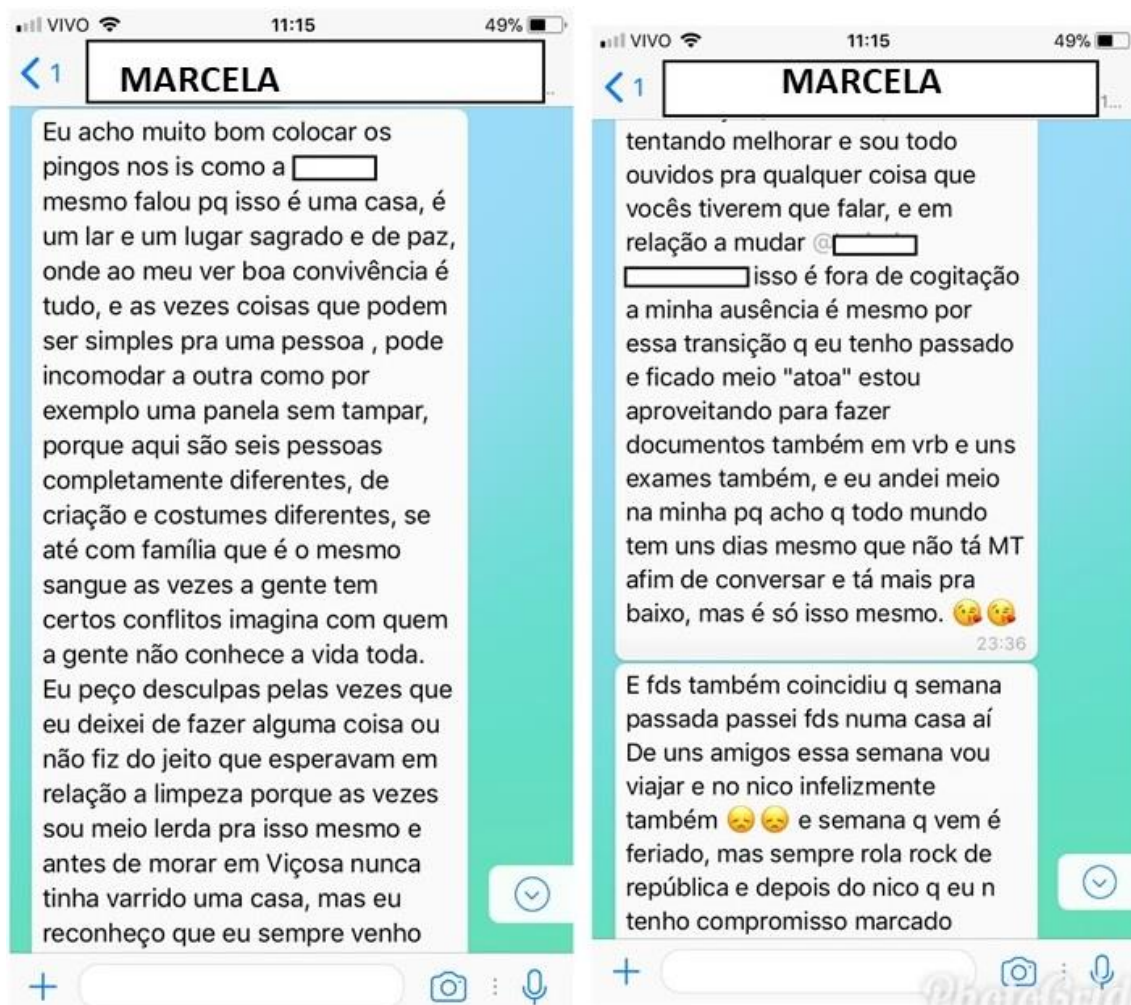 VIVO 11:15 49%
1 MARCELA
Eu acho muito bom colocar os
pingos nos is como a
mesmo falou pq isso é uma casa, é
um lar e um lugar sagrado e de paz,
onde ao meu ver boa convivência é
tudo, e as vezes coisas que podem
ser simples pra uma pessoa , pode
incomodar a outra como por
exemplo uma panela sem tampar,
porque aqui são seis pessoas
completamente diferentes, de
criação e costumes diferentes, se
até com família que é o mesmo
sangue as vezes a gente tem
certos conflitos imagina com quem
a gente não conhece a vida toda.
Eu peço desculpas pelas vezes que
eu deixei de fazer alguma coisa ou
não fiz do jeito que esperavam em
relação a limpeza porque as vezes
sou meio lerda pra isso mesmo e
antes de morar em Viçosa nunca
tinha varrido uma casa, mas eu
reconheço que eu sempre venho
VIVO 11:15 49%
1 MARCELA
tentando melhorar e sou todo
ouvidos pra qualquer coisa que
vocês tiverem que falar, e em
relação a mudar @
isso é fora de cogitação
a minha ausência é mesmo por
essa transição q eu tenho passado
e ficado meio "atoa" estou
aproveitando para fazer
documentos também em vrb e uns
exames também, e eu andei meio
na minha pq acho q todo mundo
tem uns dias mesmo que não tá MT
afim de conversar e tá mais pra
baixo, mas é só isso mesmo. 😘😘
23:36
E fds também coincidiu q semana
passada passei fds numa casa aí
De uns amigos essa semana vou
viajar e no nico infelizmente
também 😞😞 e semana q vem é
feriado, mas sempre rola rock de
república e depois do nico q eu n
tenho compromisso marcado
PhotoGrid